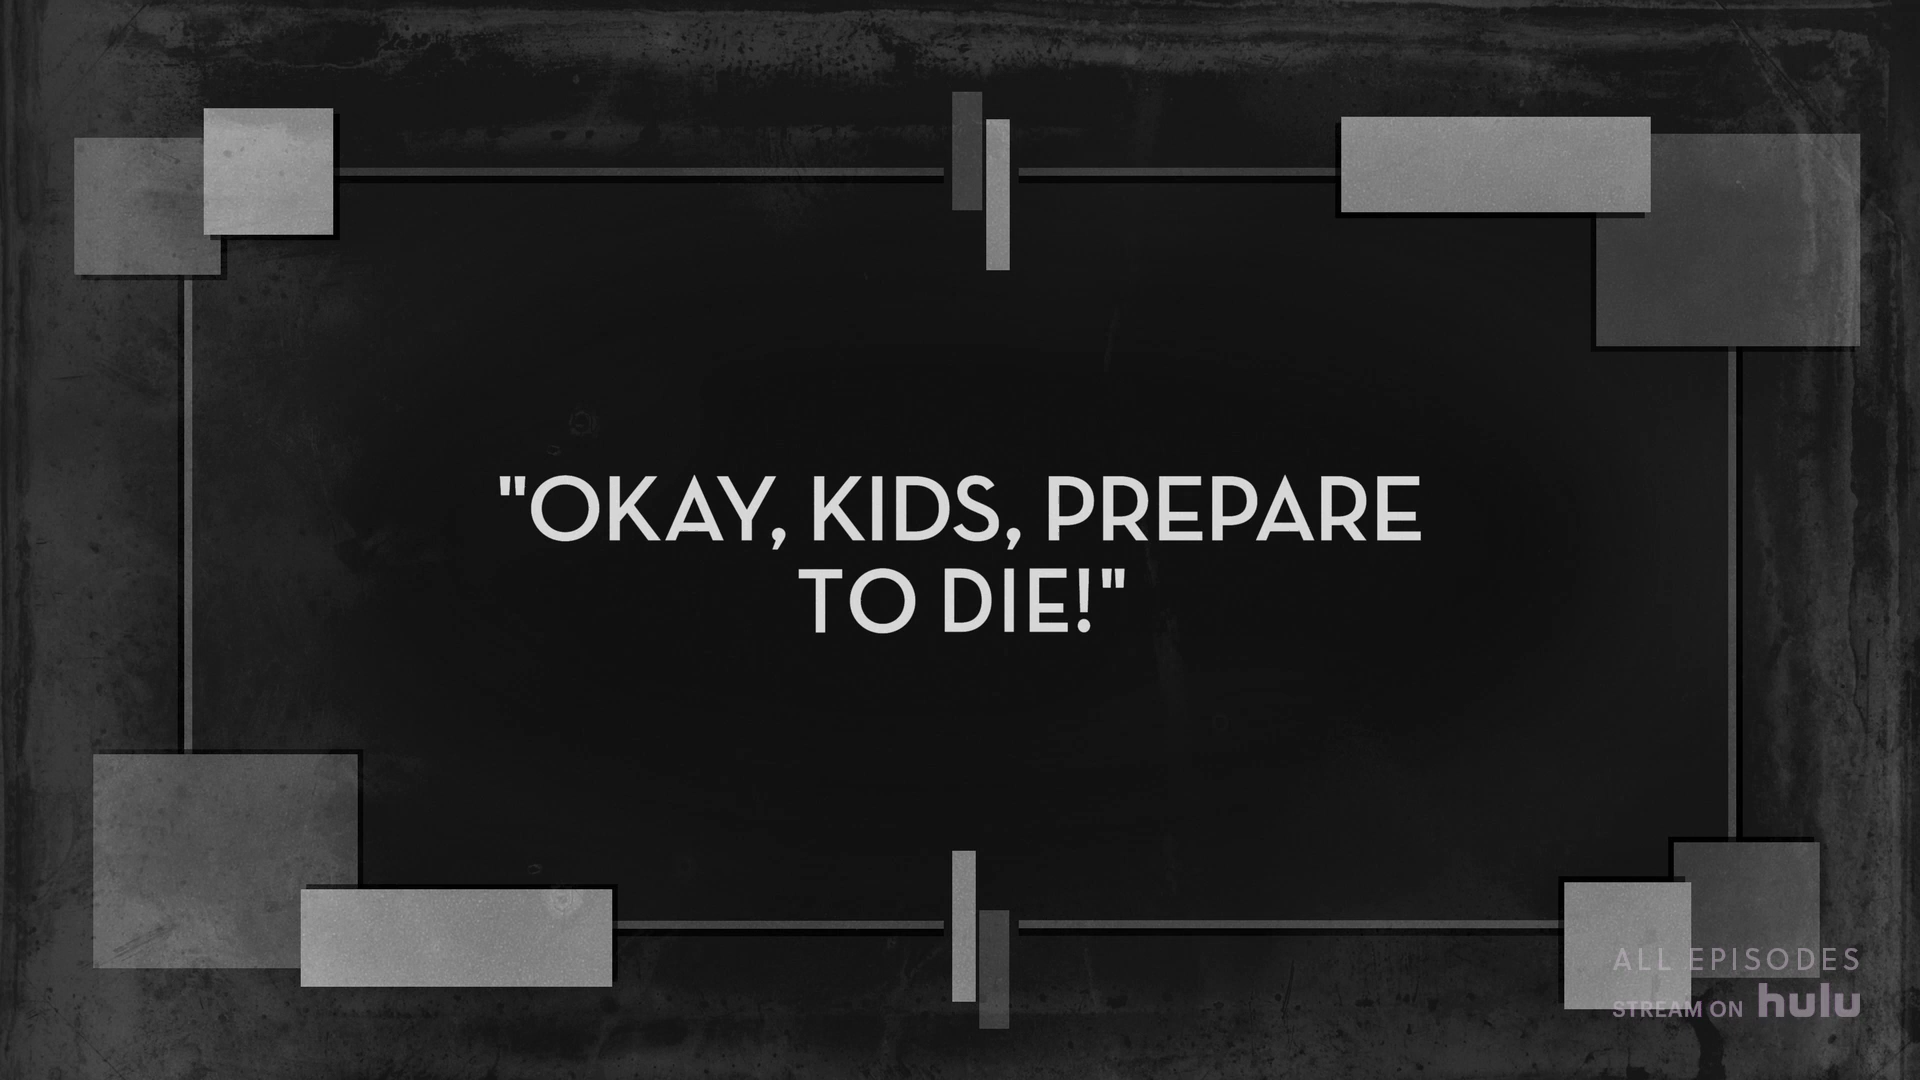 "OKAY, KIDS, PREPARE
TO DIE!"
ALL EPISODES
STREAM ON hulu